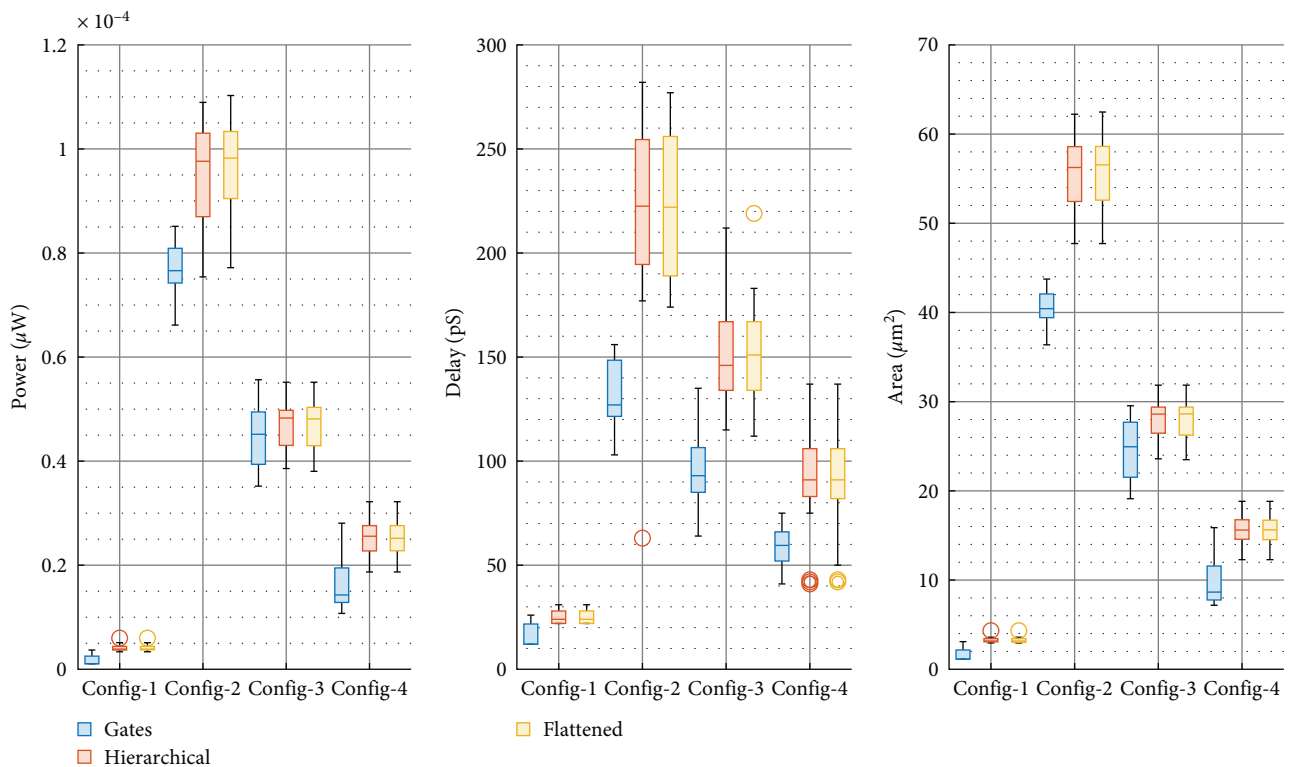 × 10⁻⁴
1.2
1
0.8
0.6
0.4
0.2
0
Power (μW)
Config-1 Config-2 Config-3 Config-4
300
250
200
150
100
50
0
Delay (pS)
Config-1 Config-2 Config-3 Config-4
70
60
50
40
30
20
10
0
Area (μm²)
Config-1 Config-2 Config-3 Config-4
Gates
Hierarchical
Flattened